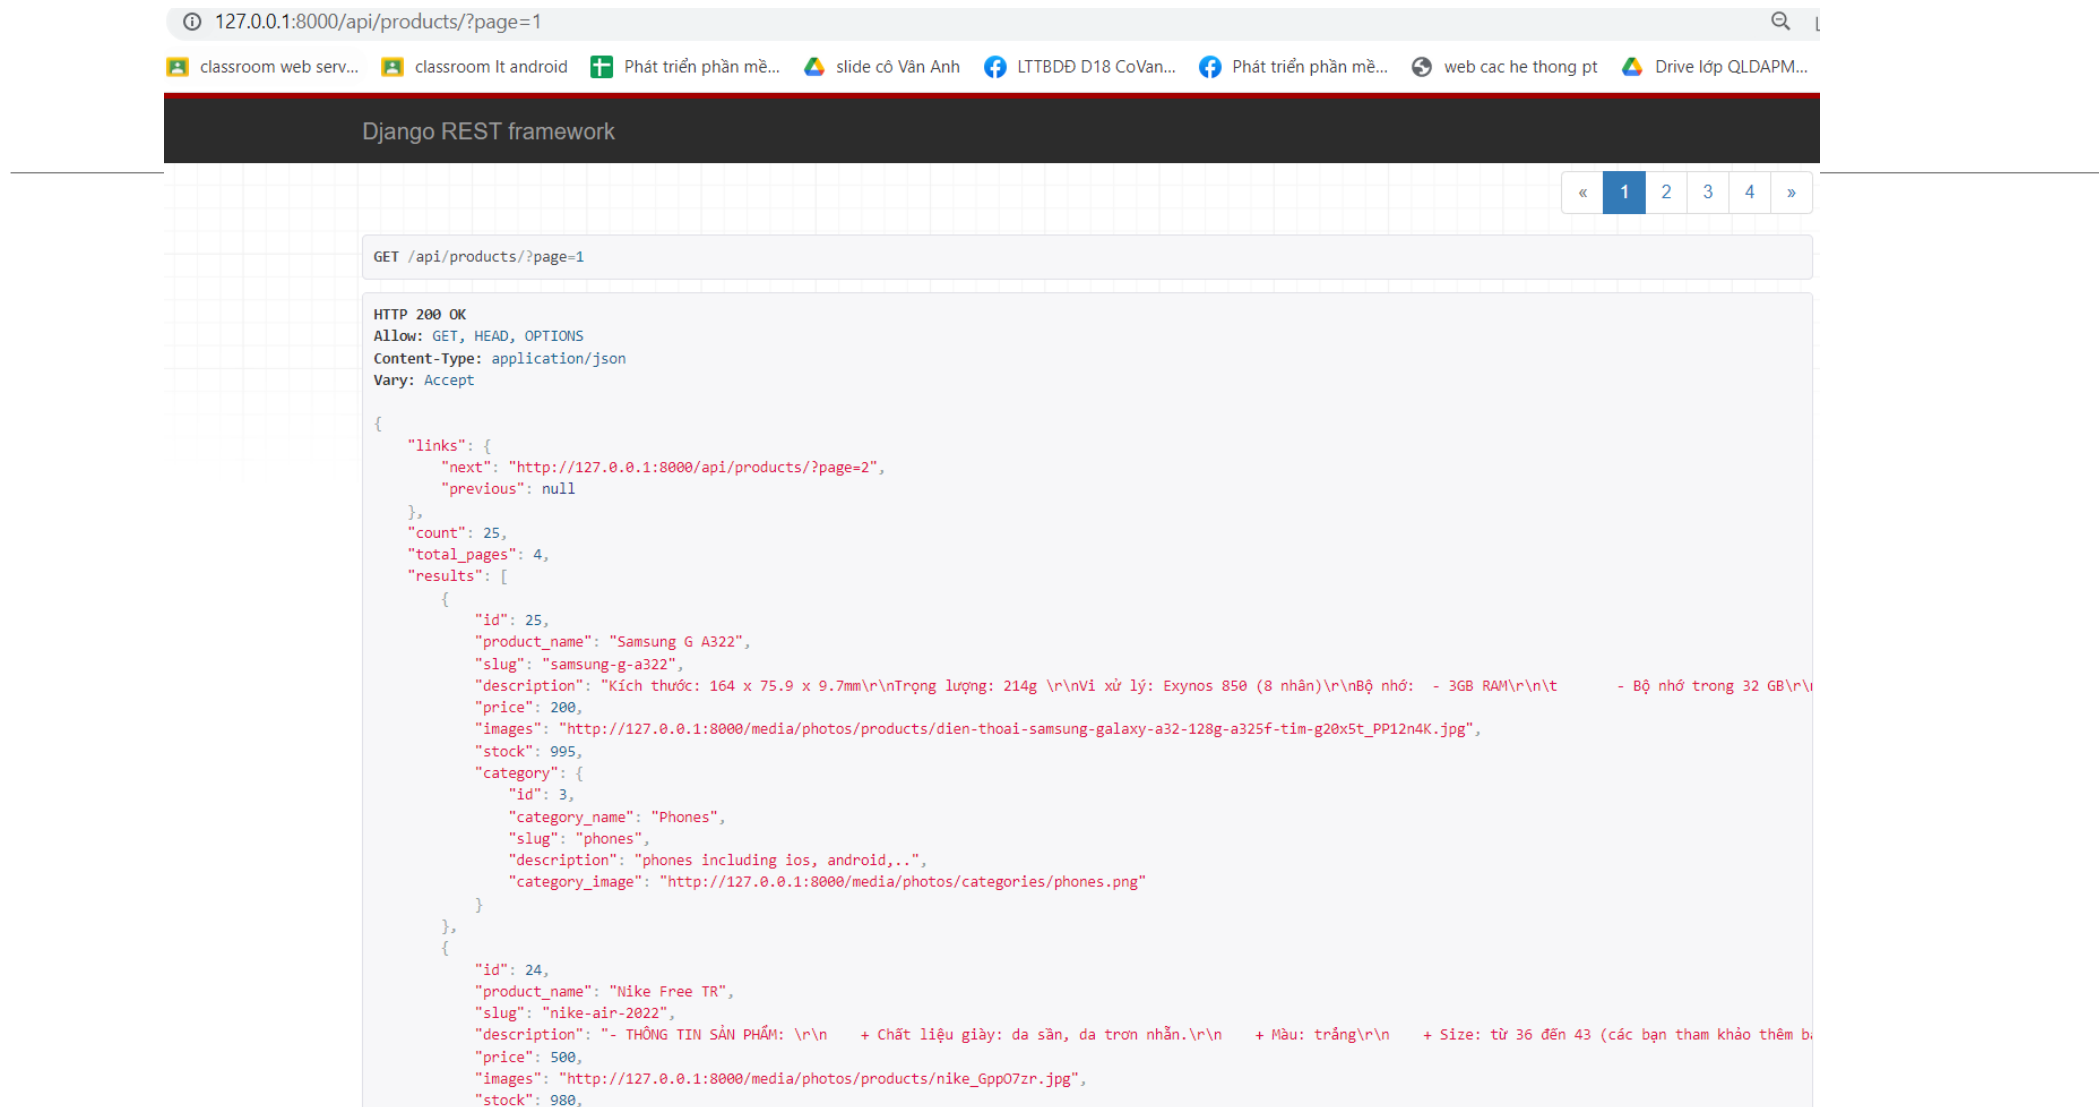 127.0.0.1:8000/api/products/?page=1
classroom web serv... classroom lt android Phát triển phần mề... slide cô Vân Anh LTTBDĐ D18 CoVan... Phát triển phần mề... web cac he thong pt Drive lớp QLDAPM...
Django REST framework
« 1 2 3 4 »
GET /api/products/?page=1
HTTP 200 OK
Allow: GET, HEAD, OPTIONS
Content-Type: application/json
Vary: Accept
{
"links": {
"next": "http://127.0.0.1:8000/api/products/?page=2",
"previous": null
},
"count": 25,
"total_pages": 4,
"results": [
{
"id": 25,
"product_name": "Samsung G A322",
"slug": "samsung-g-a322",
"description": "Kích thước: 164 x 75.9 x 9.7mm\r\nTrọng lượng: 214g \r\nVi xử lý: Exynos 850 (8 nhân)\r\nBộ nhớ:  - 3GB RAM\r\n\t       - Bộ nhớ trong 32 GB\r\
"price": 200,
"images": "http://127.0.0.1:8000/media/photos/products/dien-thoai-samsung-galaxy-a32-128g-a325f-tim-g20x5t_PP12n4K.jpg",
"stock": 995,
"category": {
"id": 3,
"category_name": "Phones",
"slug": "phones",
"description": "phones including ios, android,..",
"category_image": "http://127.0.0.1:8000/media/photos/categories/phones.png"
}
},
{
"id": 24,
"product_name": "Nike Free TR",
"slug": "nike-air-2022",
"description": "- THÔNG TIN SẢN PHẨM: \r\n    + Chất liệu giày: da sần, da trơn nhẵn.\r\n    + Màu: trắng\r\n    + Size: từ 36 đến 43 (các bạn tham khảo thêm
"price": 500,
"images": "http://127.0.0.1:8000/media/photos/products/nike_GppO7zr.jpg",
"stock": 980,